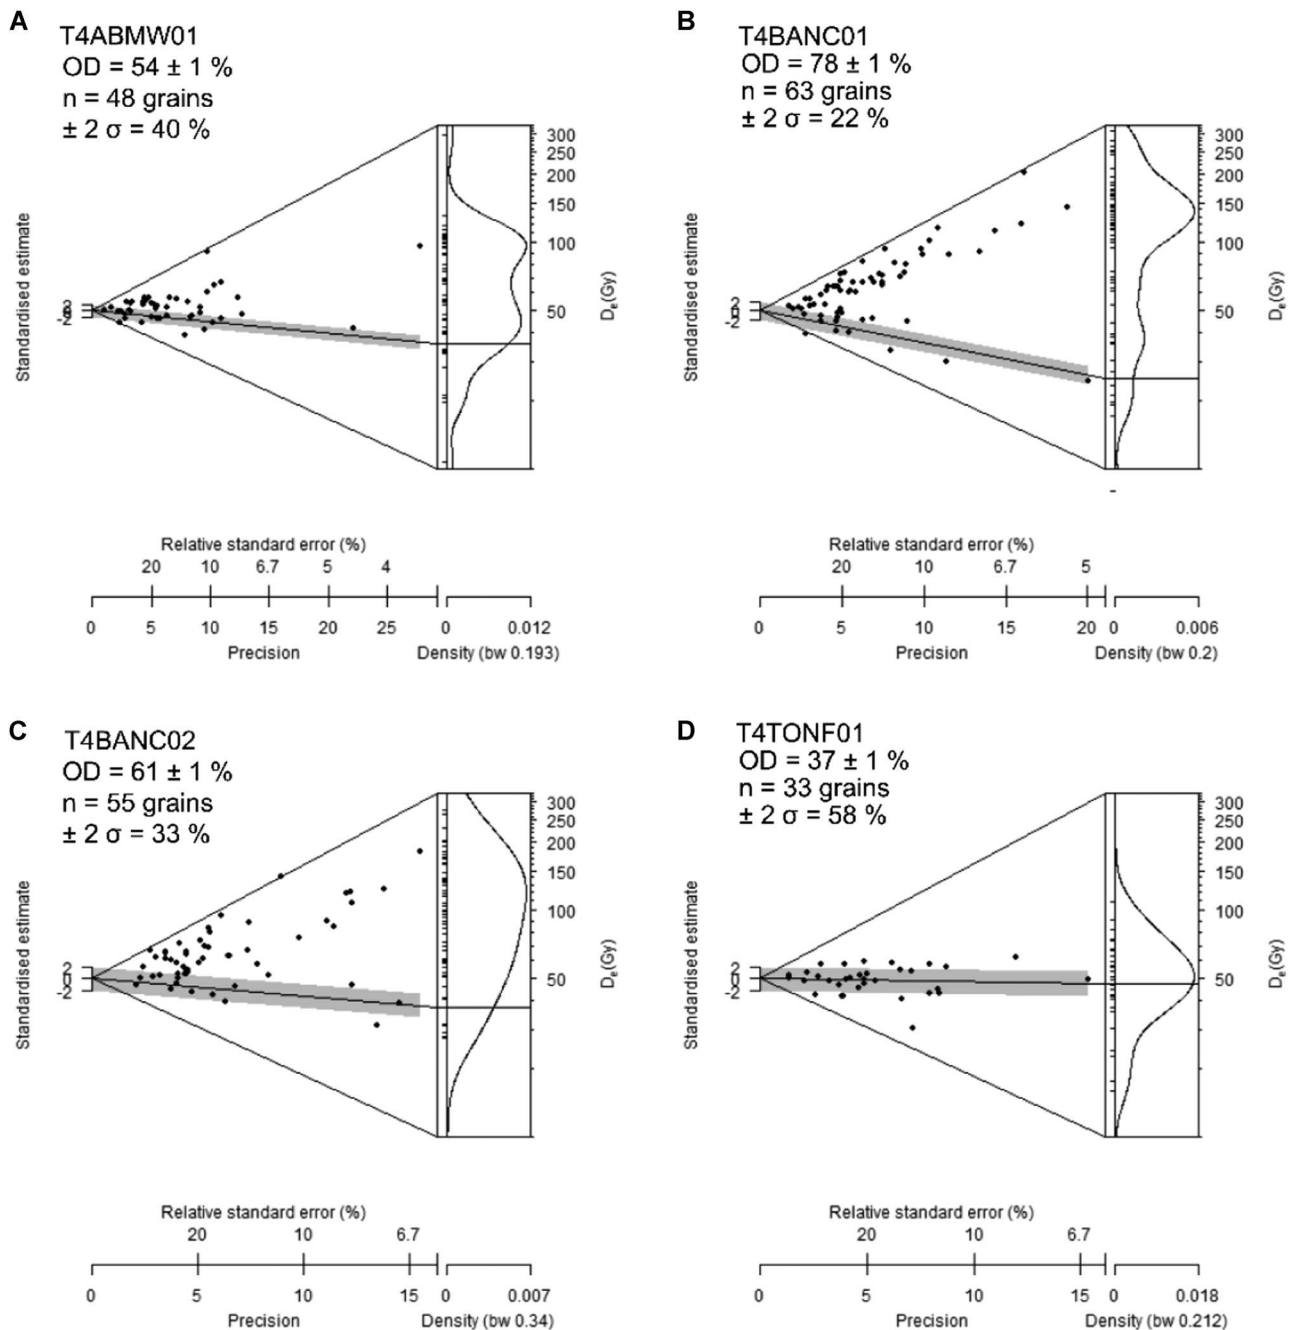 A
T4ABMW01
OD = 54 ± 1 %
n = 48 grains
± 2 σ = 40 %
Standardised estimate
2
0
-2
300
250
200
150
100
50
De(Gy)
Relative standard error (%)
20 10 6.7 5 4
0 5 10 15 20 25 0 0.012
Precision Density (bw 0.193)
B
T4BANC01
OD = 78 ± 1 %
n = 63 grains
± 2 σ = 22 %
Standardised estimate
2
0
-2
300
250
200
150
100
50
De(Gy)
Relative standard error (%)
20 10 6.7 5
0 5 10 15 20 0 0.006
Precision Density (bw 0.2)
C
T4BANC02
OD = 61 ± 1 %
n = 55 grains
± 2 σ = 33 %
Standardised estimate
2
0
-2
300
250
200
150
100
50
De(Gy)
Relative standard error (%)
20 10 6.7
0 5 10 15 0 0.007
Precision Density (bw 0.34)
D
T4TONF01
OD = 37 ± 1 %
n = 33 grains
± 2 σ = 58 %
Standardised estimate
2
0
-2
300
250
200
150
100
50
De(Gy)
Relative standard error (%)
20 10 6.7
0 5 10 15 0 0.018
Precision Density (bw 0.212)